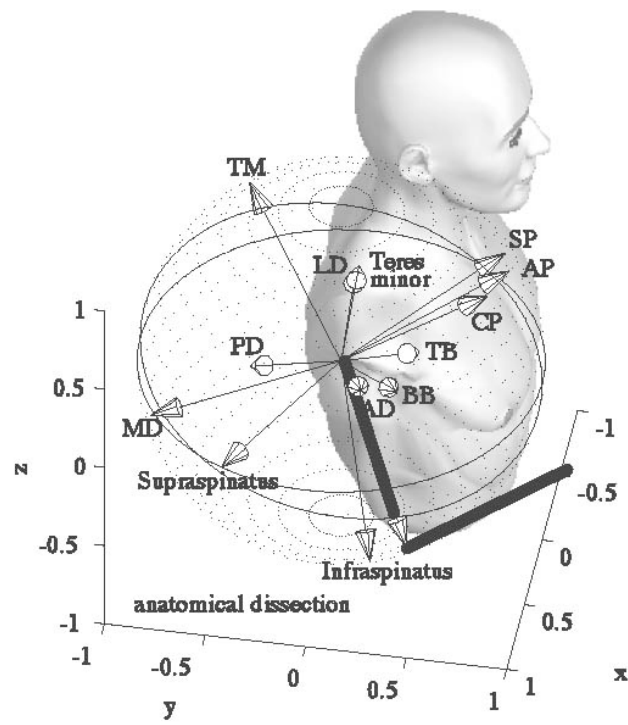 TM
SP
LD Teres
minor
AP
CP
1
PD
TB
0.5
AD
BB
MD
-1
0
Supraspinatus
-0.5
z
-0.5
0
Infraspinatus
anatomical dissection
0.5
-1
-1
-0.5
0
0.5
1
1
x
y